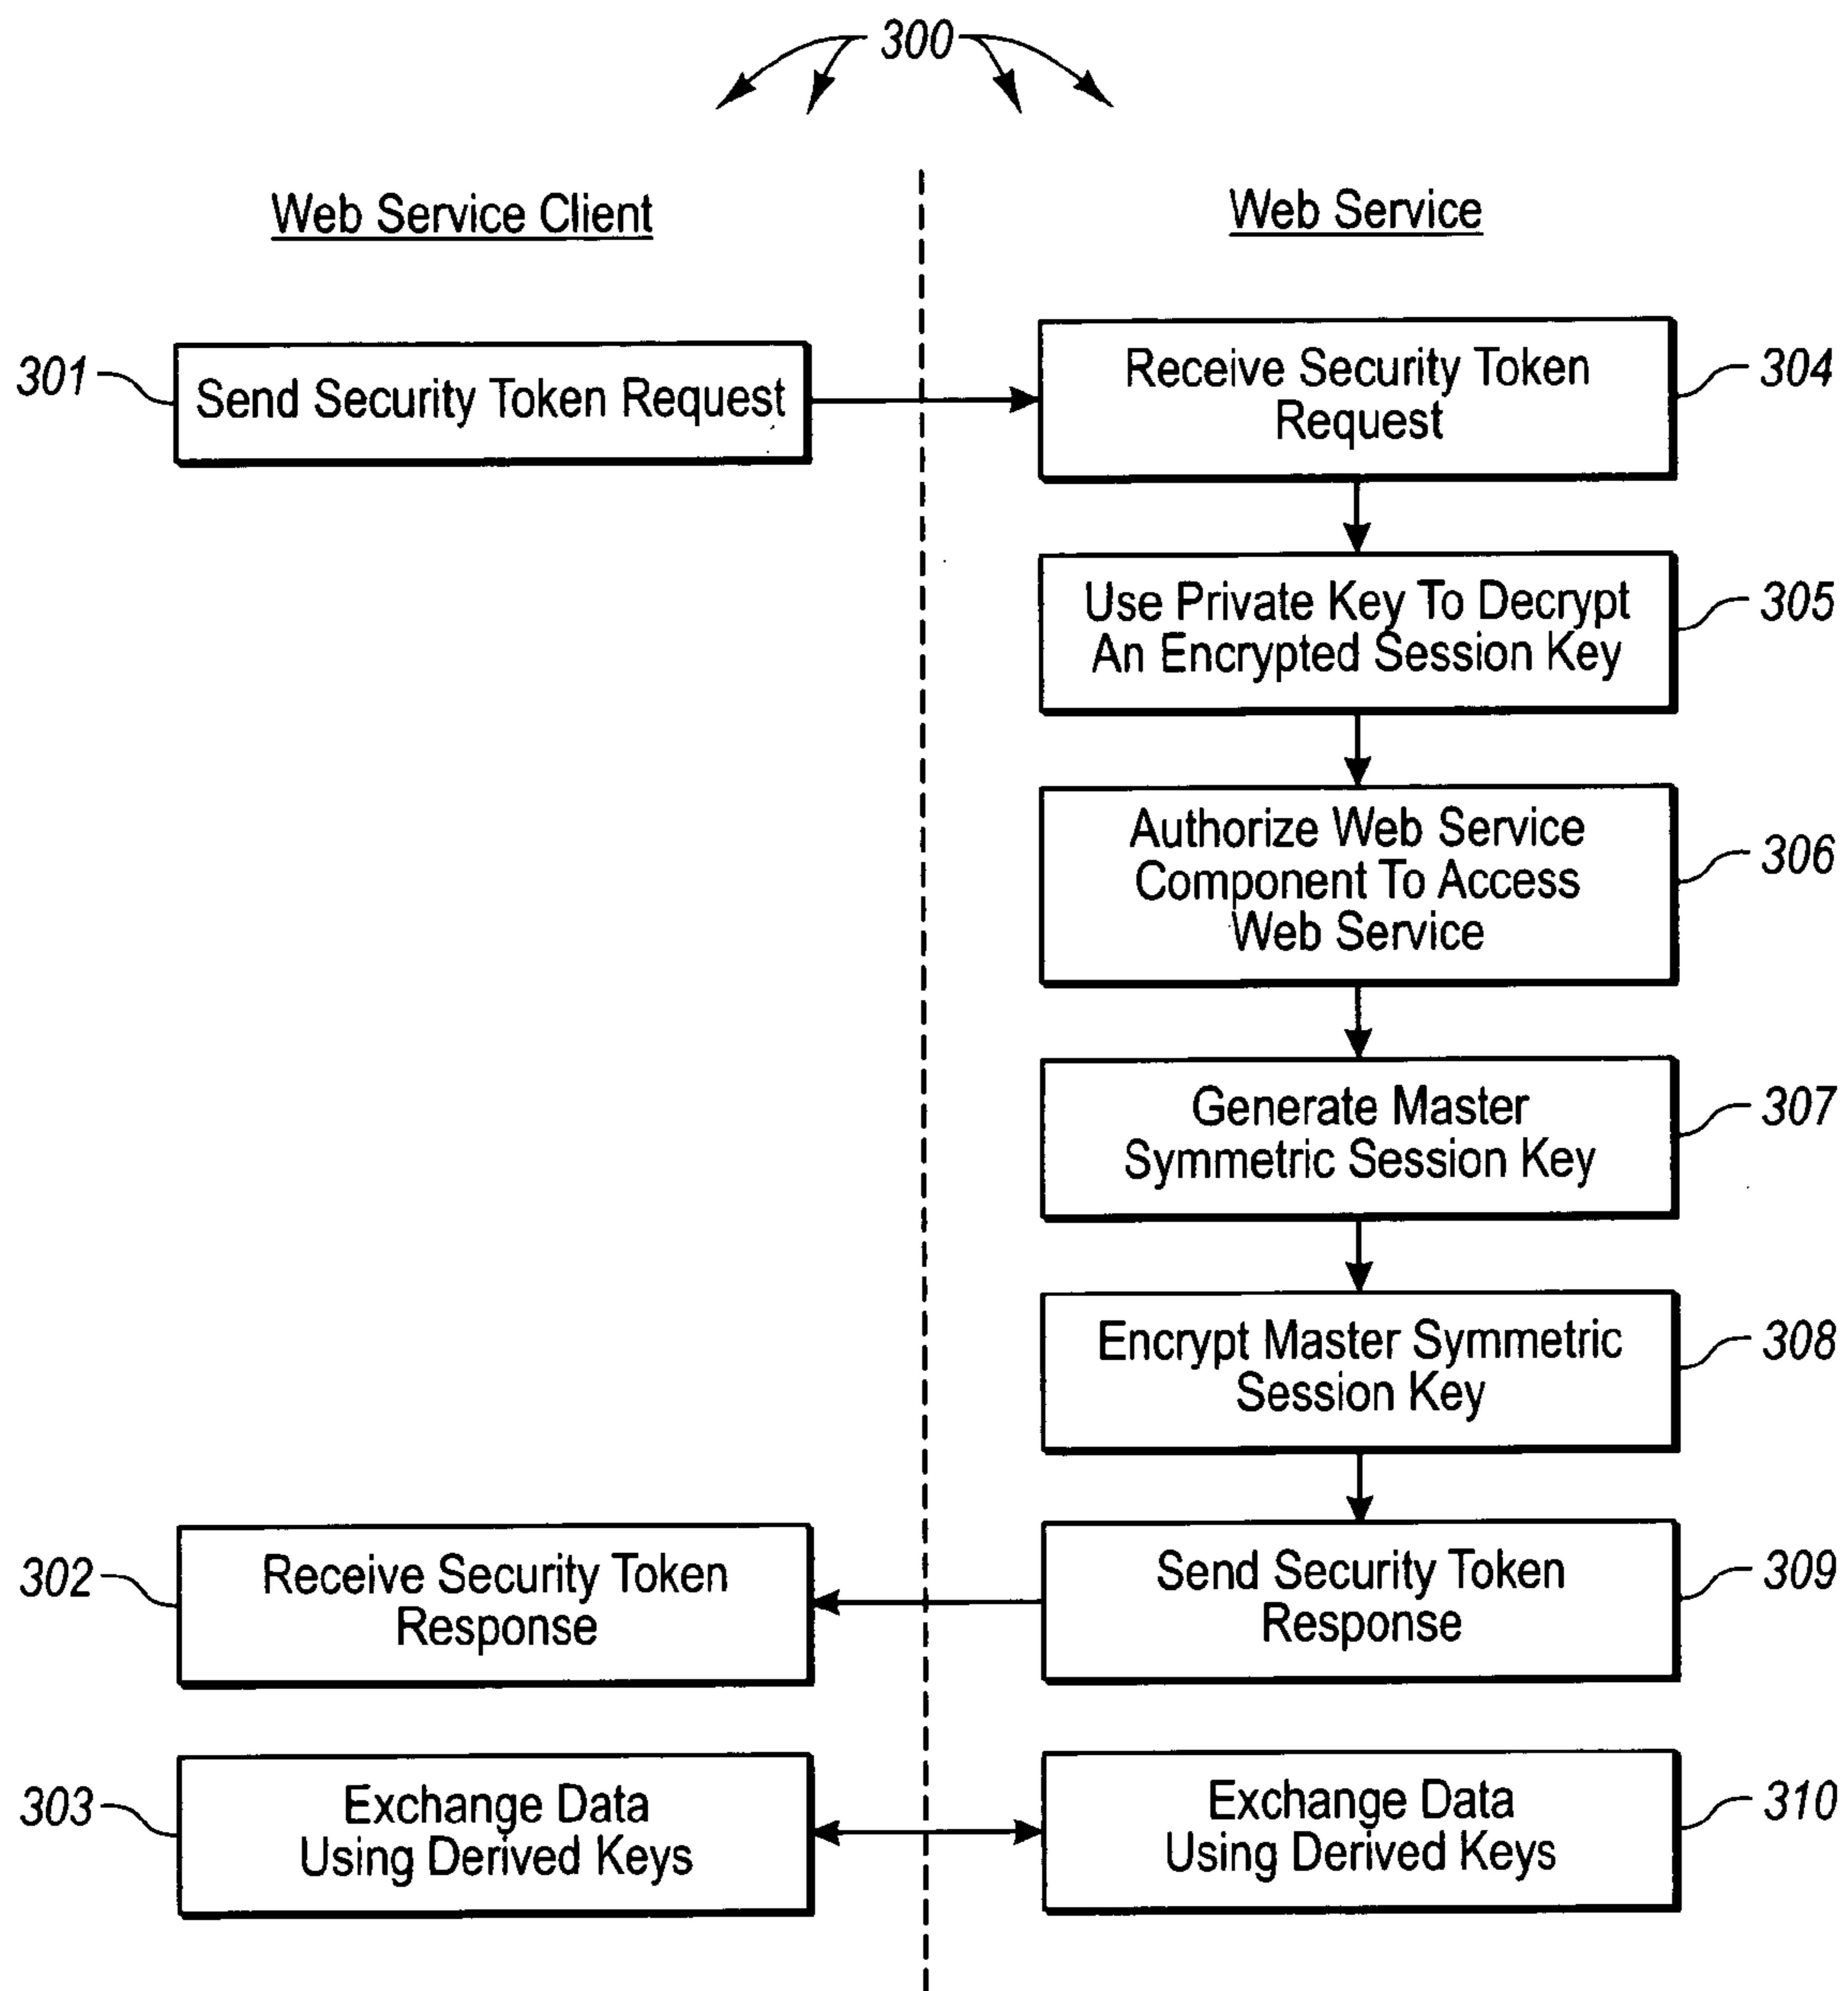 300
Web Service Client
Web Service
301
Send Security Token Request
Receive Security Token
Request
304
Use Private Key To Decrypt
An Encrypted Session Key
305
Authorize Web Service
Component To Access
Web Service
306
Generate Master
Symmetric Session Key
307
Encrypt Master Symmetric
Session Key
308
302
Receive Security Token
Response
Send Security Token
Response
309
303
Exchange Data
Using Derived Keys
Exchange Data
Using Derived Keys
310